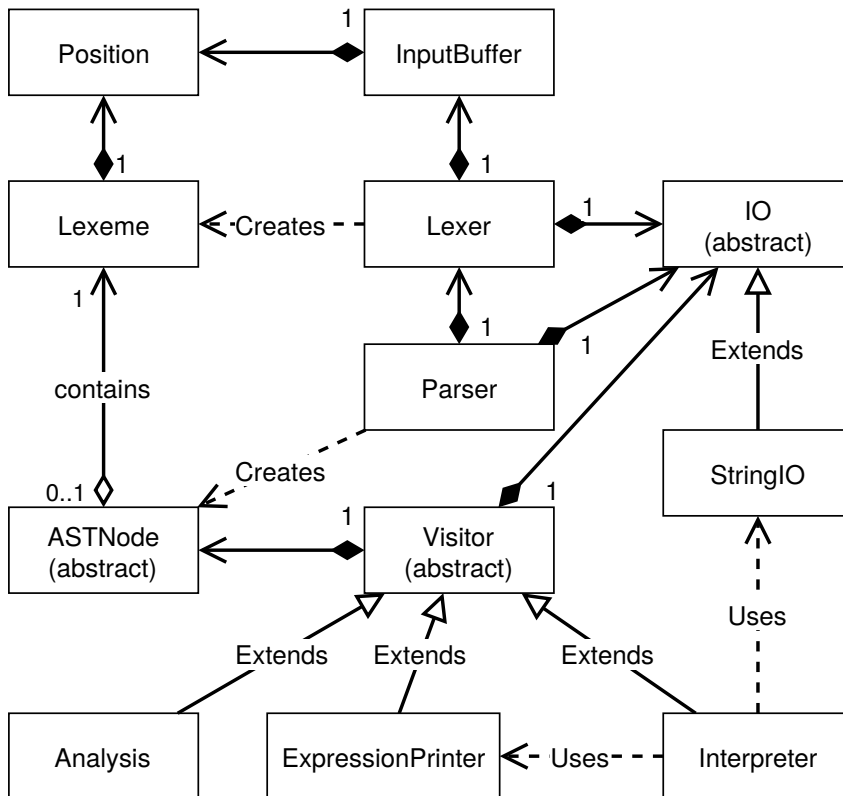 1
Position
InputBuffer
1
1
Lexeme
Creates
Lexer
1
IO
(abstract)
1
1
1
Extends
contains
Parser
Creates
StringIO
0..1
1
1
ASTNode
(abstract)
Visitor
(abstract)
Uses
Extends
Extends
Extends
Analysis
ExpressionPrinter
Uses
Interpreter